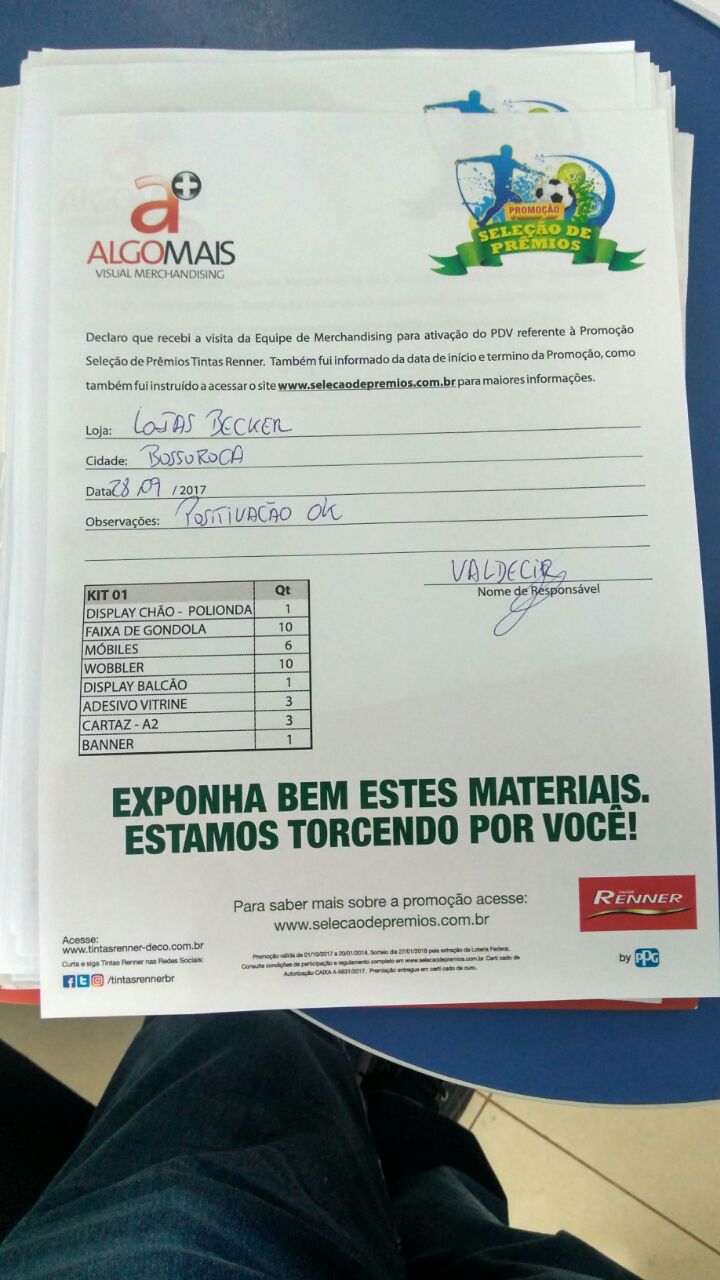 a+
ALGOMAIS
VISUAL MERCHANDISING
PROMOÇÃO
SELEÇÃO DE
PRÊMIOS
Declaro que recebi a visita da Equipe de Merchandising para ativação do PDV referente à Promoção
Seleção de Prêmios Tintas Renner. Também fui informado da data de início e termino da Promoção, como
também fui instruído a acessar o site www.selecaodepremios.com.br para maiores informações.
Loja: LOJAS BECKER
Cidade: BOSSOROCA
Data 28/09 / 2017
Observações: POSITIVAÇÃO OK
VALDECIR
Nome de Responsável
KIT 01 Qt
DISPLAY CHÃO - POLIONDA 1
FAIXA DE GONDOLA 10
MÓBILES 6
WOBBLER 10
DISPLAY BALCÃO 1
ADESIVO VITRINE 3
CARTAZ - A2 3
BANNER 1
EXPONHA BEM ESTES MATERIAIS.
ESTAMOS TORCENDO POR VOCÊ!
Para saber mais sobre a promoção acesse:
www.selecaodepremios.com.br
TINTAS
RENNER
by PPG
Acesse:
www.tintasrenner-deco.com.br
Curta e siga Tintas Renner nas Redes Sociais:
/tintasrennerbr
Promoção válida de 01/10/2017 a 20/01/2018. Sorteio dia 27/01/2018 pela extração da Loteria Federal.
Consulte condições de participação e regulamento completo em www.selecaodepremios.com.br. Certi cado de
Autorização CAIXA 4-5631/2017. Premiação entregue em certi cado de ouro.